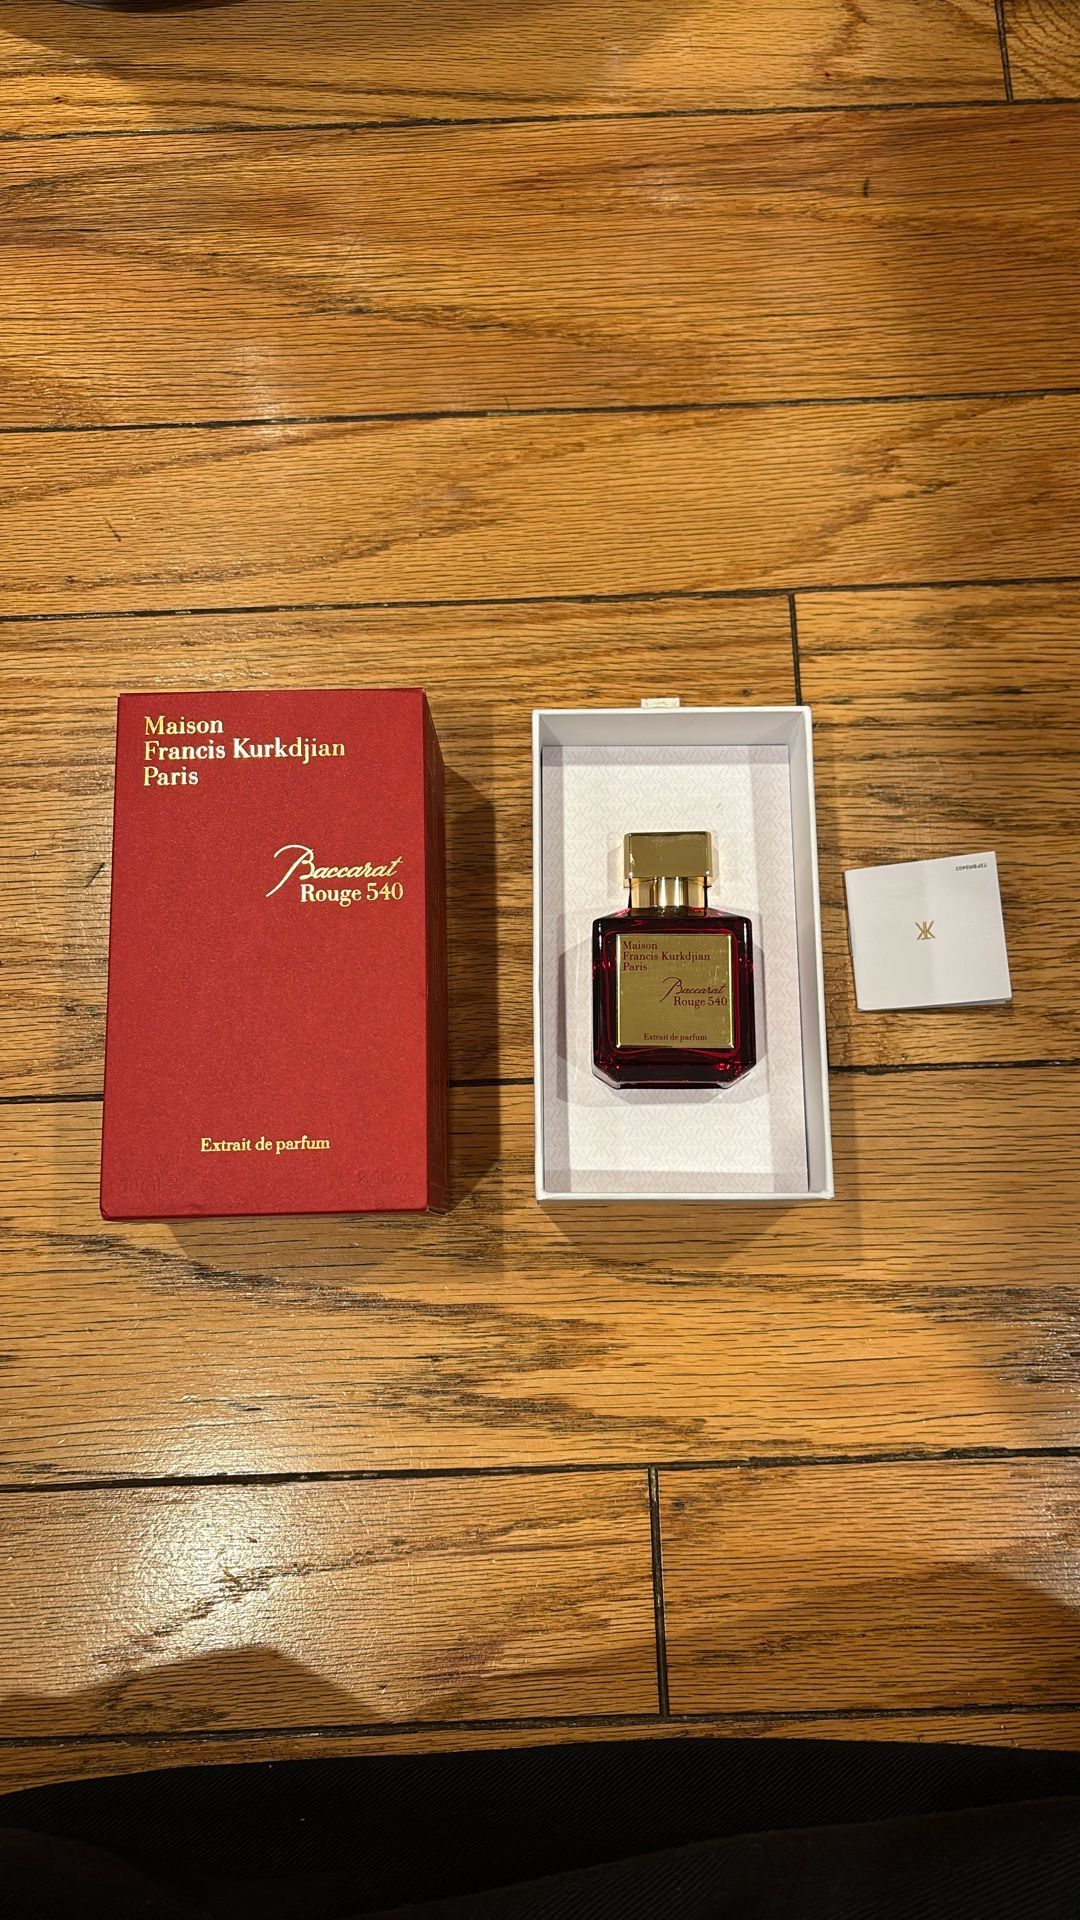 Maison
Francis Kurkdjian
Paris
Baccarat
Rouge 540
Extrait de parfum
Maison
Francis Kurkdjian
Paris
Baccarat
Rouge 540
Extrait de parfum